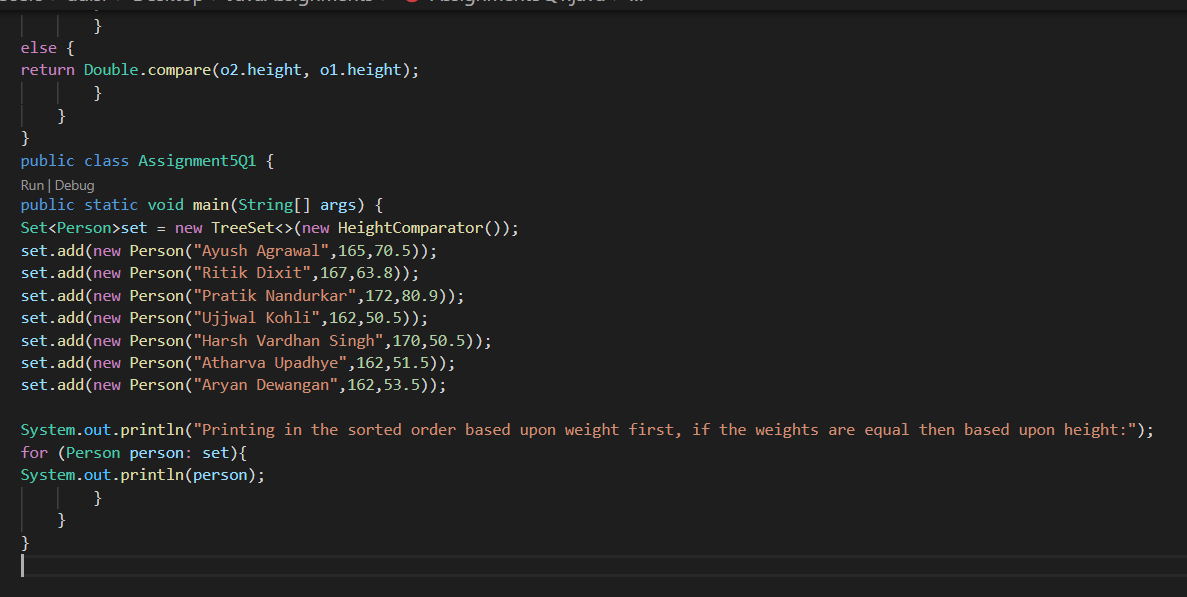 }
else {
return Double.compare(o2.height, o1.height);
}
}
}
public class Assignment5Q1 {
Run | Debug
public static void main(String[] args) {
Set<Person>set = new TreeSet<>(new HeightComparator());
set.add(new Person("Ayush Agrawal",165,70.5));
set.add(new Person("Ritik Dixit",167,63.8));
set.add(new Person("Pratik Nandurkar",172,80.9));
set.add(new Person("Ujjwal Kohli",162,50.5));
set.add(new Person("Harsh Vardhan Singh",170,50.5));
set.add(new Person("Atharva Upadhye",162,51.5));
set.add(new Person("Aryan Dewangan",162,53.5));
System.out.println("Printing in the sorted order based upon weight first, if the weights are equal then based upon height:");
for (Person person: set){
System.out.println(person);
}
}
}